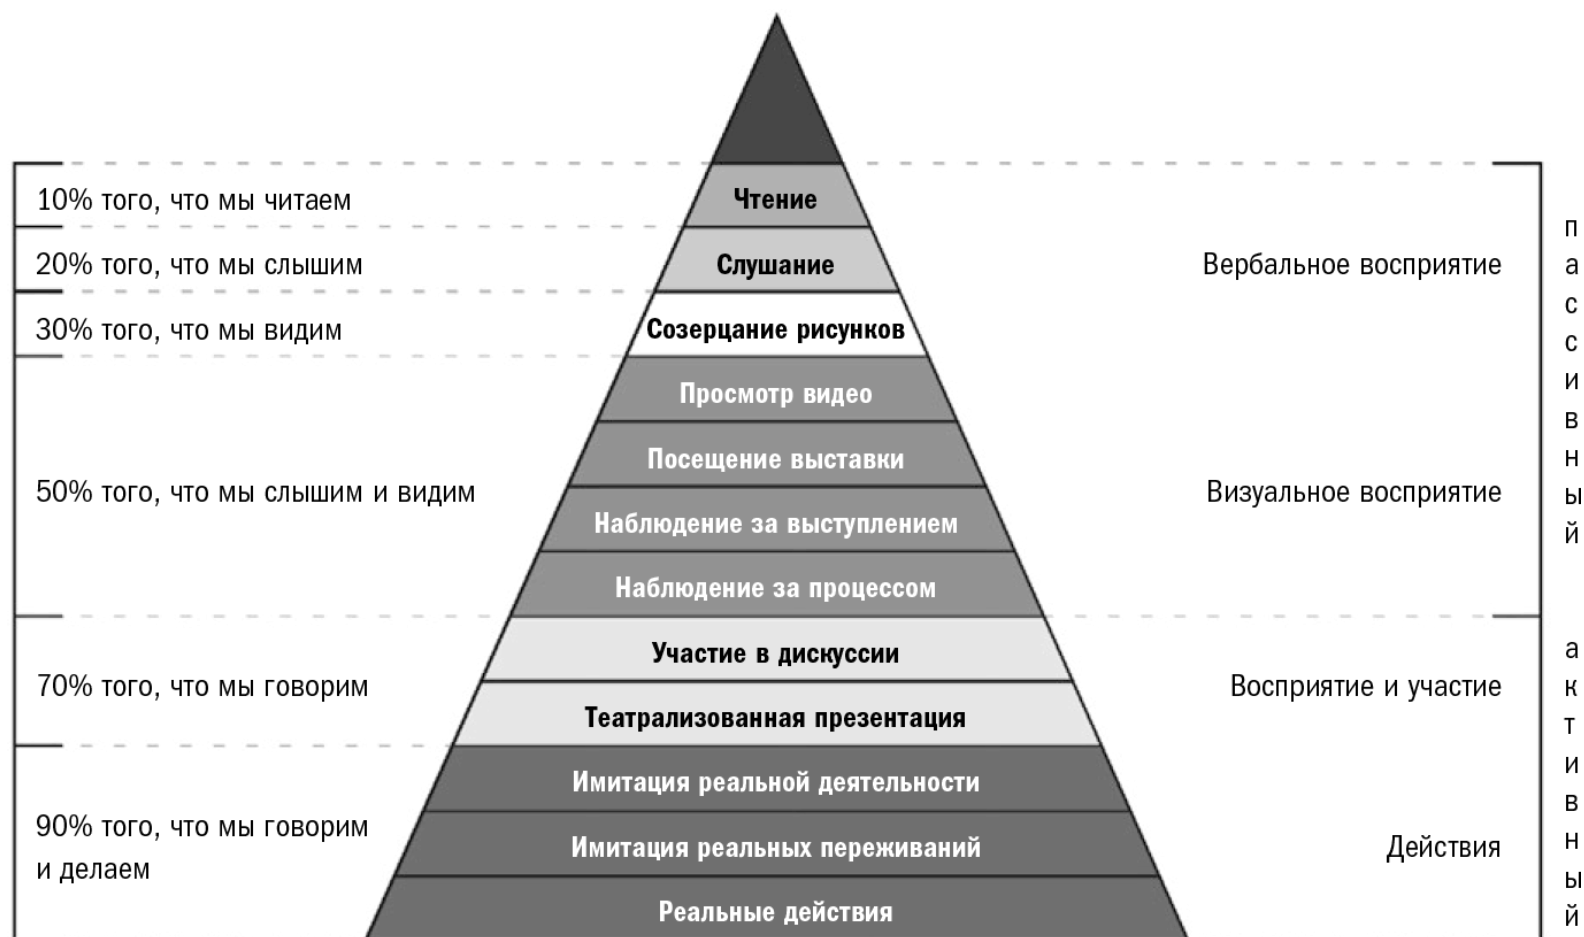 10% того, что мы читаем
Чтение
20% того, что мы слышим
Слушание
Вербальное восприятие
30% того, что мы видим
Созерцание рисунков
Просмотр видео
Посещение выставки
50% того, что мы слышим и видим
Визуальное восприятие
Наблюдение за выступлением
Наблюдение за процессом
пассивный
Участие в дискуссии
70% того, что мы говорим
Восприятие и участие
Театрализованная презентация
Имитация реальной деятельности
90% того, что мы говорим
и делаем
Имитация реальных переживаний
Действия
Реальные действия
активный